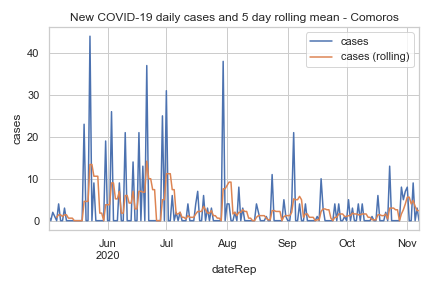 New COVID-19 daily cases and 5 day rolling mean - Comoros
cases
cases (rolling)
40
30
20
10
0
cases
Jun
2020
Jul
Aug
Sep
Oct
Nov
dateRep